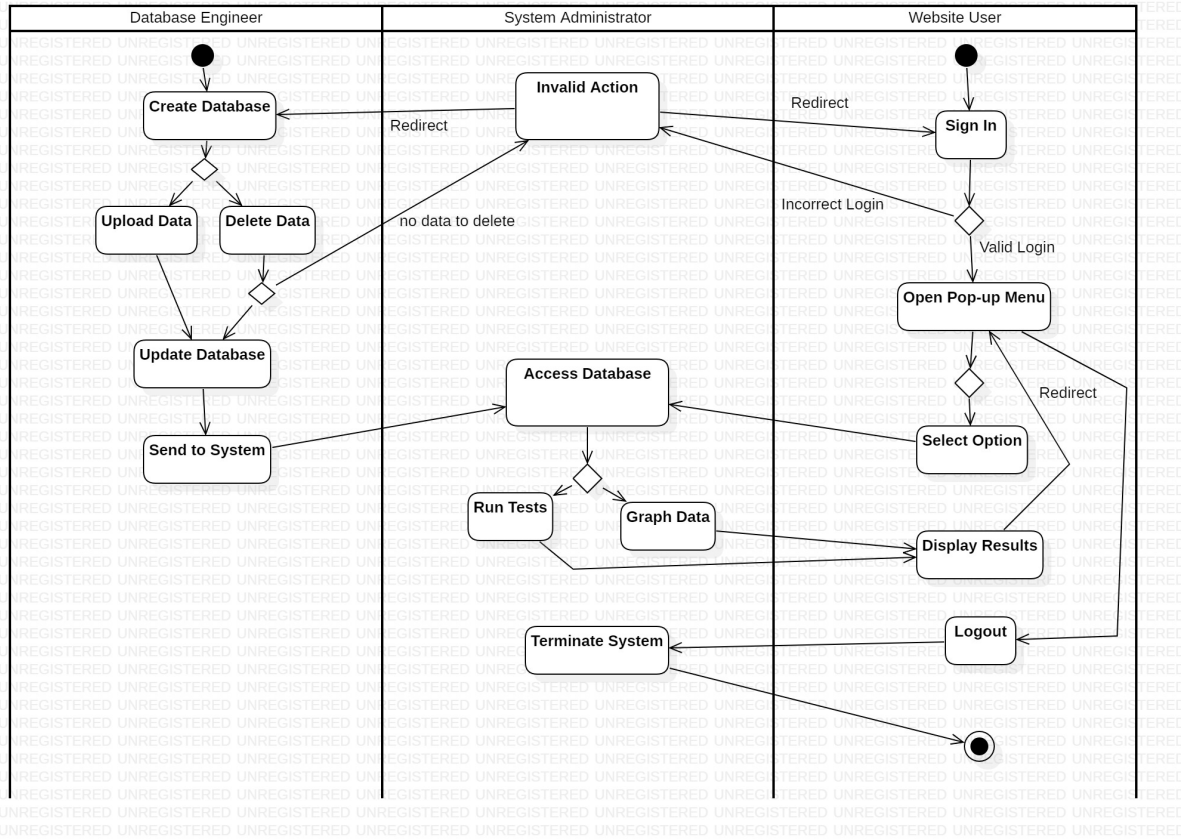 Database Engineer
System Administrator
Website User
Invalid Action
Create Database
Redirect
Redirect
Sign In
Upload Data
Delete Data
no data to delete
Incorrect Login
Valid Login
Open Pop-up Menu
Update Database
Access Database
Redirect
Send to System
Select Option
Run Tests
Graph Data
Display Results
Terminate System
Logout
UNREGISTERED